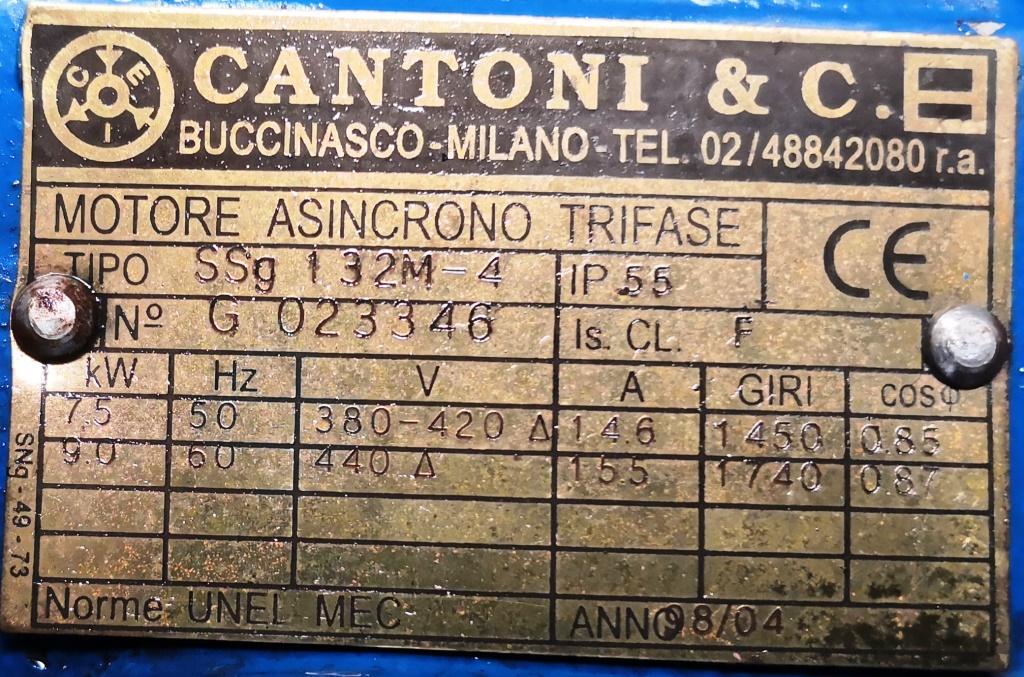 C E I
CANTONI & C.
BUCCINASCO-MILANO-TEL. 02/48842080 r.a.
MOTORE ASINCRONO TRIFASE CE
TIPO SSg 132M-4 IP 55
Nº G 023346 Is. CL. F
kW Hz V A GIRI cosφ
7.5 50 380-420 Δ 14.6 1450 0.85
9.0 60 440 Δ 15.5 1740 0.87
Norme UNEL MEC ANNO 98/04
SNg-49-73